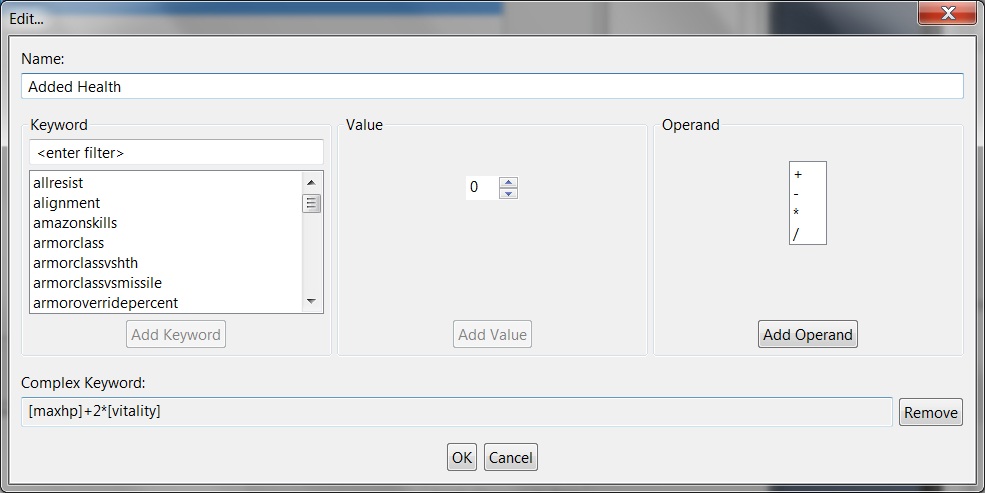 Edit...
Name:
Added Health
Keyword
Value
Operand
<enter filter>
allresist
alignment
amazonskills
armorclass
armorclassvshth
armorclassvsmissile
armoroverridepercent
0
+
-
*
/
Add Keyword
Add Value
Add Operand
Complex Keyword:
[maxhp]+2*[vitality]
Remove
OK
Cancel